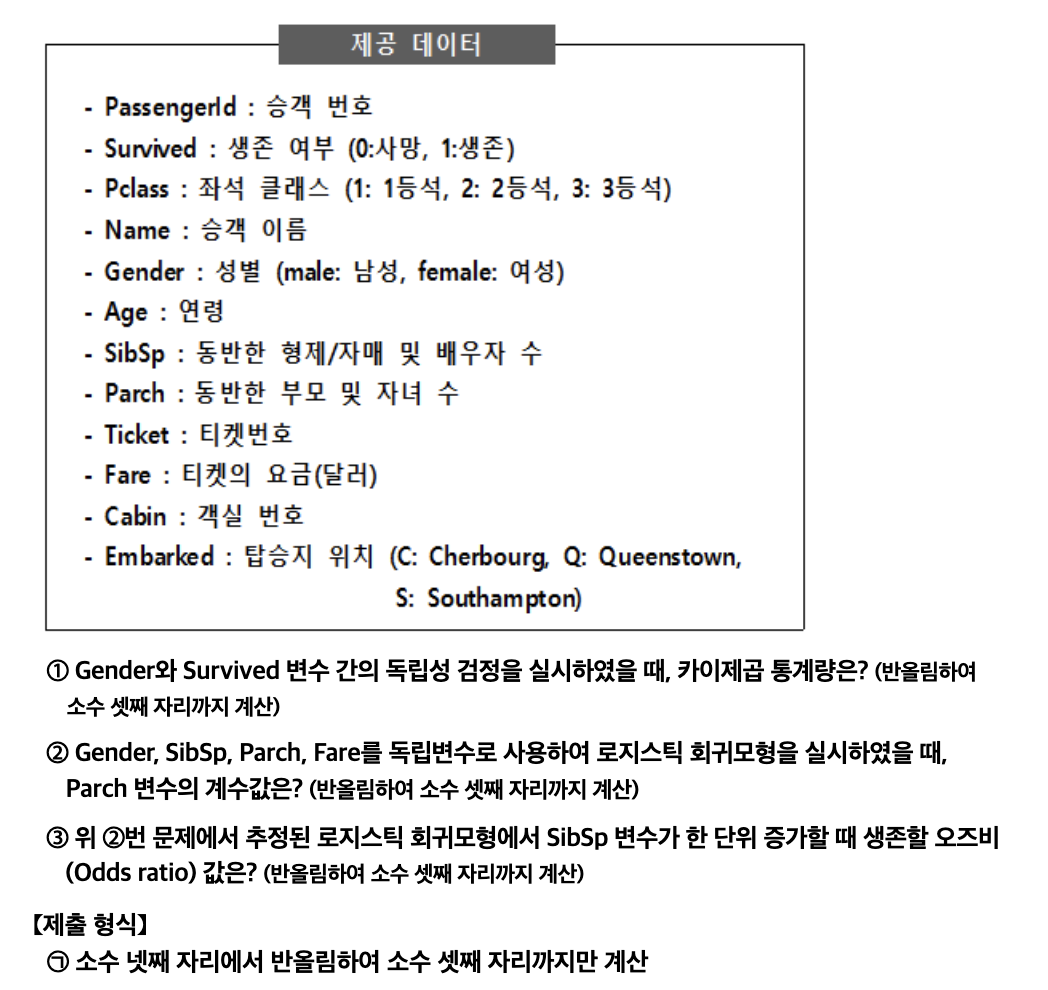 제공 데이터
- PassengerId : 승객 번호
- Survived : 생존 여부 (0:사망, 1:생존)
- Pclass : 좌석 클래스 (1: 1등석, 2: 2등석, 3: 3등석)
- Name : 승객 이름
- Gender : 성별 (male: 남성, female: 여성)
- Age : 연령
- SibSp : 동반한 형제/자매 및 배우자 수
- Parch : 동반한 부모 및 자녀 수
- Ticket : 티켓번호
- Fare : 티켓의 요금(달러)
- Cabin : 객실 번호
- Embarked : 탑승지 위치 (C: Cherbourg, Q: Queenstown,
S: Southampton)
① Gender와 Survived 변수 간의 독립성 검정을 실시하였을 때, 카이제곱 통계량은? (반올림하여
소수 셋째 자리까지 계산)
② Gender, SibSp, Parch, Fare를 독립변수로 사용하여 로지스틱 회귀모형을 실시하였을 때,
Parch 변수의 계수값은? (반올림하여 소수 셋째 자리까지 계산)
③ 위 ②번 문제에서 추정된 로지스틱 회귀모형에서 SibSp 변수가 한 단위 증가할 때 생존할 오즈비
(Odds ratio) 값은? (반올림하여 소수 셋째 자리까지 계산)
【제출 형식】
㉠ 소수 넷째 자리에서 반올림하여 소수 셋째 자리까지만 계산